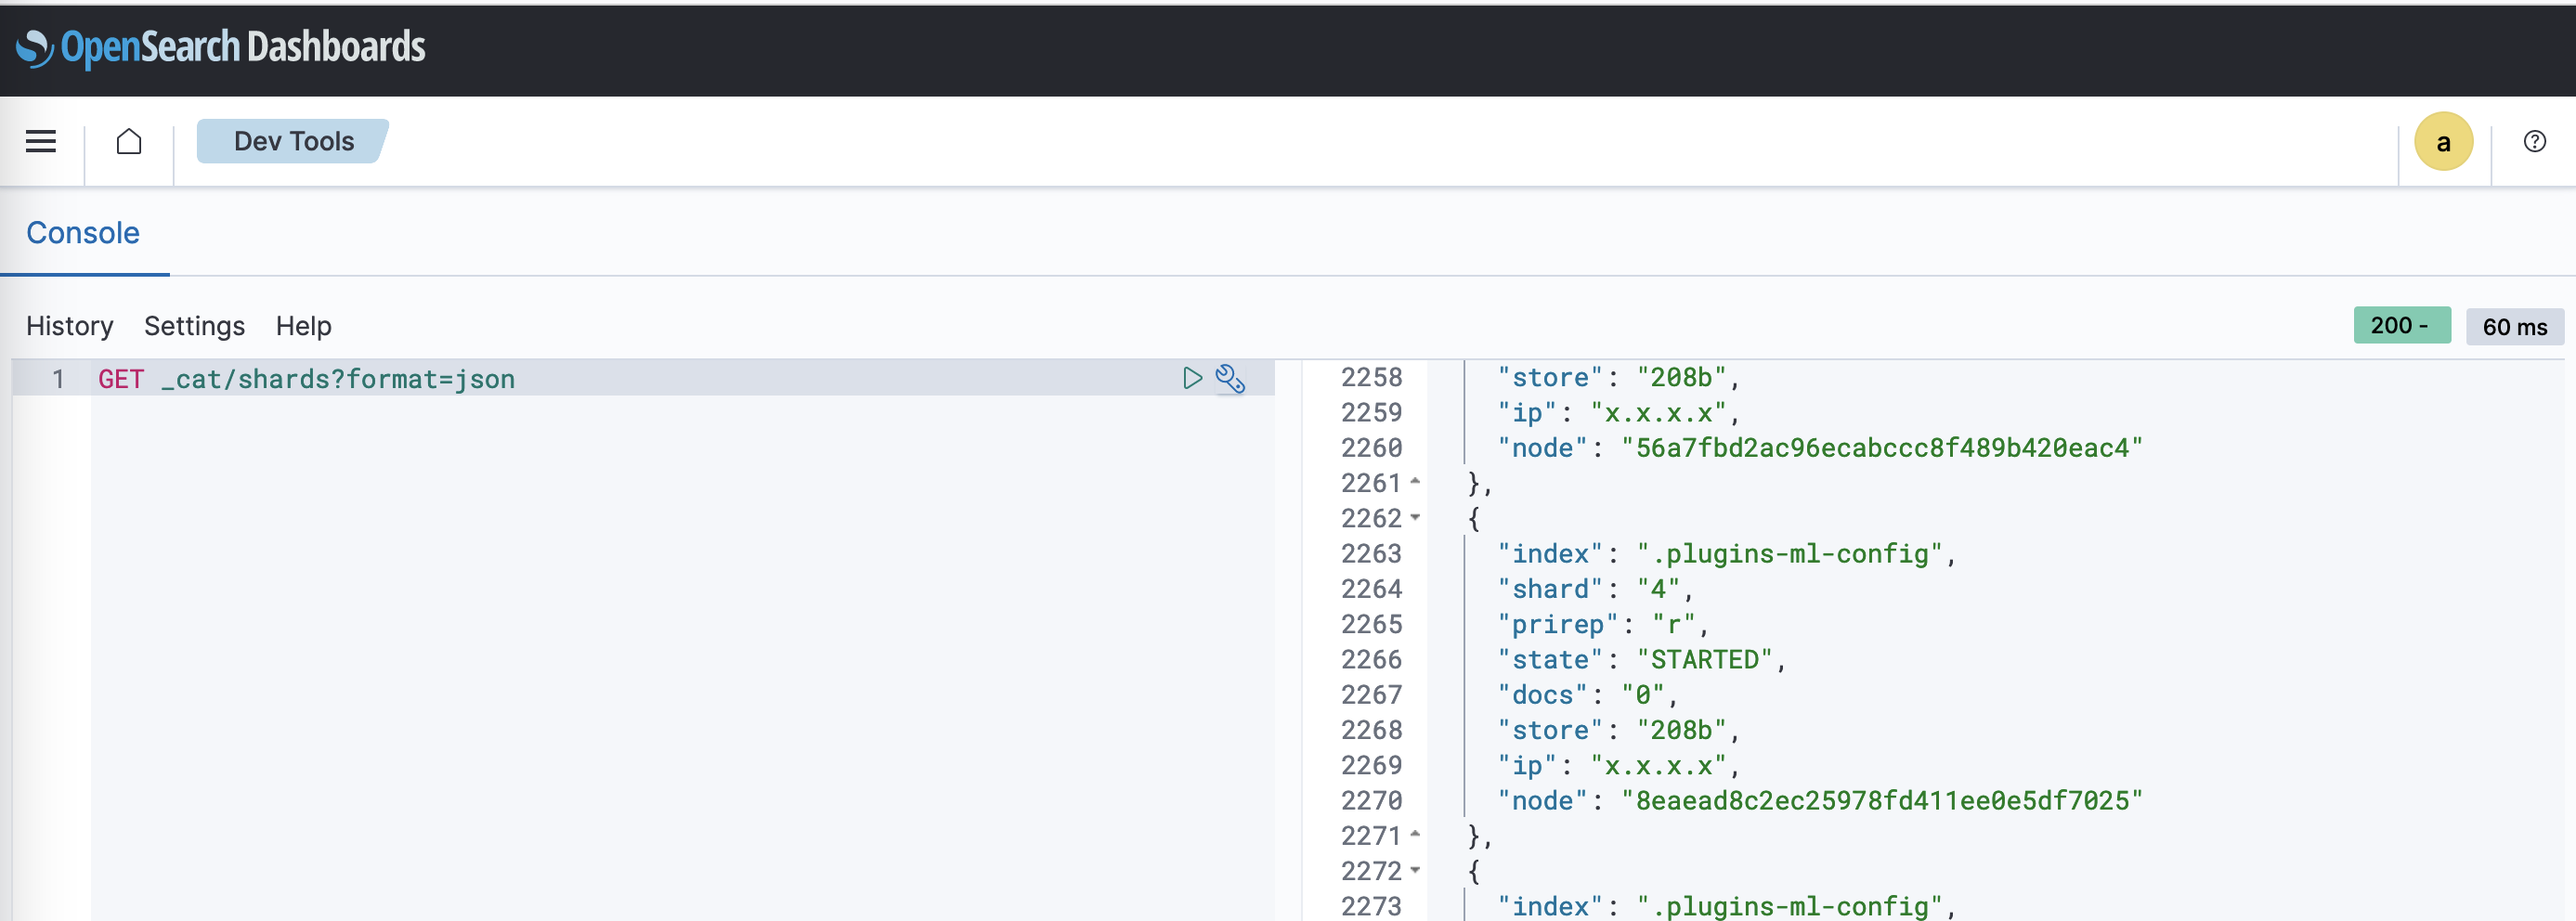 OpenSearch Dashboards
Dev Tools
a
Console
History Settings Help
200 -
60 ms
1 GET _cat/shards?format=json
2258 "store": "208b",
2259 "ip": "x.x.x.x",
2260 "node": "56a7fbd2ac96ecabccc8f489b420eac4"
2261 },
2262 {
2263 "index": ".plugins-ml-config",
2264 "shard": "4",
2265 "prirep": "r",
2266 "state": "STARTED",
2267 "docs": "0",
2268 "store": "208b",
2269 "ip": "x.x.x.x",
2270 "node": "8eaead8c2ec25978fd411ee0e5df7025"
2271 },
2272 {
2273 "index": ".plugins-ml-config",